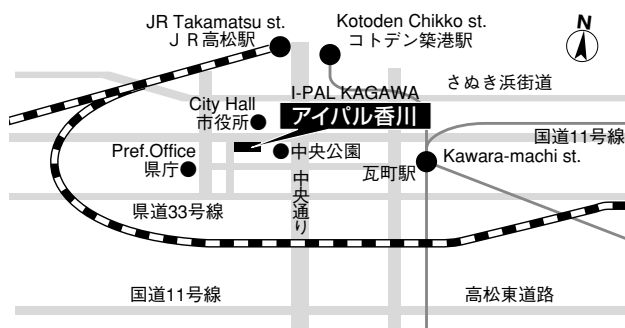 JR Takamatsu st.
ＪＲ高松駅
Kotoden Chikko st.
コトデン築港駅
N
さぬき浜街道
I-PAL KAGAWA
アイパル香川
City Hall
市役所
国道11号線
Pref.Office
県庁
中央公園
Kawara-machi st.
瓦町駅
中央通り
県道33号線
国道11号線
高松東道路